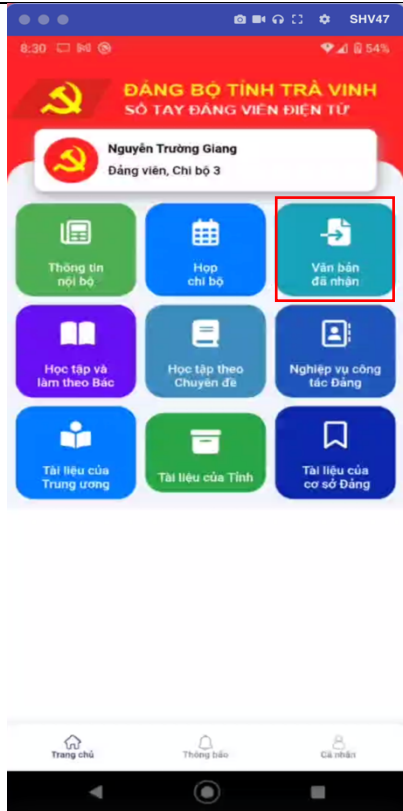 SHV47
8:30
54%
ĐẢNG BỘ TỈNH TRÀ VINH
SỔ TAY ĐẢNG VIÊN ĐIỆN TỬ
Nguyễn Trường Giang
Đảng viên, Chi bộ 3
Thông tin
nội bộ
Họp
chi bộ
Văn bản
đã nhận
Học tập và
làm theo Bác
Học tập theo
Chuyên đề
Nghiệp vụ công
tác Đảng
Tài liệu của
Trung ương
Tài liệu của Tỉnh
Tài liệu của
cơ sở Đảng
Trang chủ
Thông báo
Cá nhân